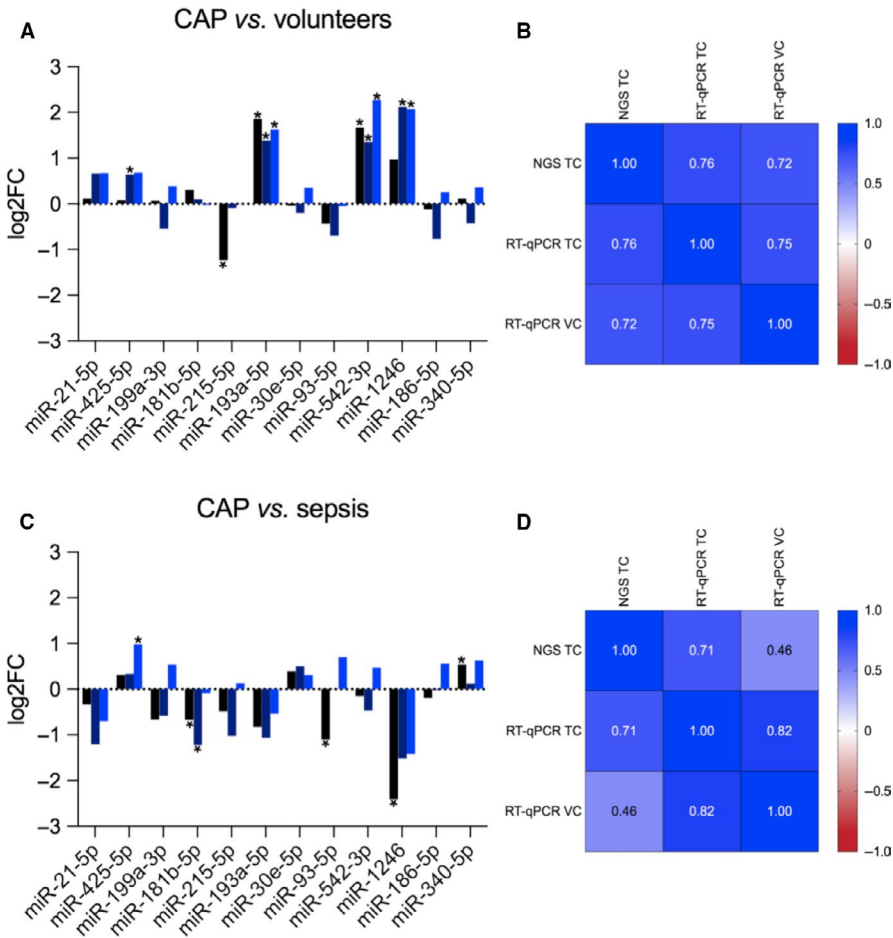 A
CAP vs. volunteers
log2FC
3
2
1
0
−1
−2
−3
*
*
*
*
*
*
*
*
*
*
miR-21-5p
miR-425-5p
miR-199a-3p
miR-181b-5p
miR-215-5p
miR-193a-5p
miR-30e-5p
miR-93-5p
miR-542-3p
miR-1246
miR-186-5p
miR-340-5p
B
NGS TC
RT-qPCR TC
RT-qPCR VC
NGS TC 1.00 0.76 0.72
RT-qPCR TC 0.76 1.00 0.75
RT-qPCR VC 0.72 0.75 1.00
1.0
0.5
0
−0.5
−1.0
C
CAP vs. sepsis
log2FC
3
2
1
0
−1
−2
−3
*
*
*
*
*
*
miR-21-5p
miR-425-5p
miR-199a-3p
miR-181b-5p
miR-215-5p
miR-193a-5p
miR-30e-5p
miR-93-5p
miR-542-3p
miR-1246
miR-186-5p
miR-340-5p
D
NGS TC
RT-qPCR TC
RT-qPCR VC
NGS TC 1.00 0.71 0.46
RT-qPCR TC 0.71 1.00 0.82
RT-qPCR VC 0.46 0.82 1.00
1.0
0.5
0
−0.5
−1.0